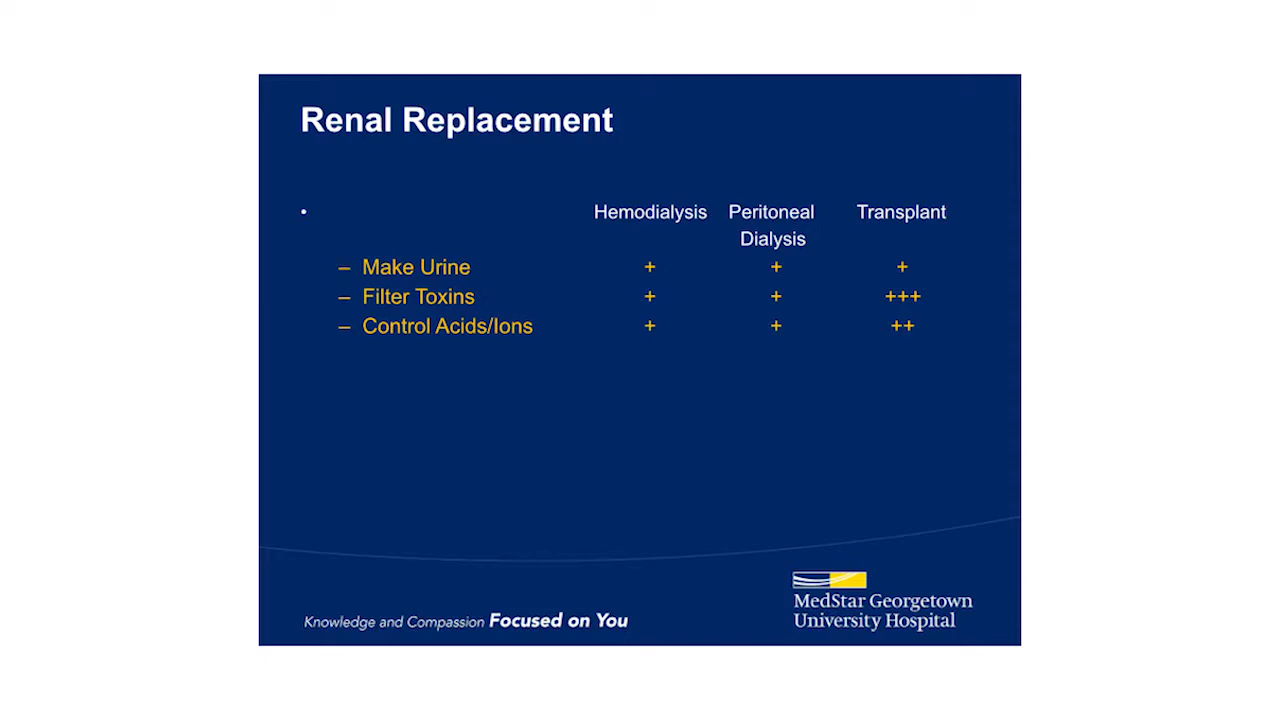 Renal Replacement
• Hemodialysis Peritoneal Dialysis Transplant
– Make Urine + + +
– Filter Toxins + + +++
– Control Acids/Ions + + ++
Knowledge and Compassion Focused on You
MedStar Georgetown
University Hospital